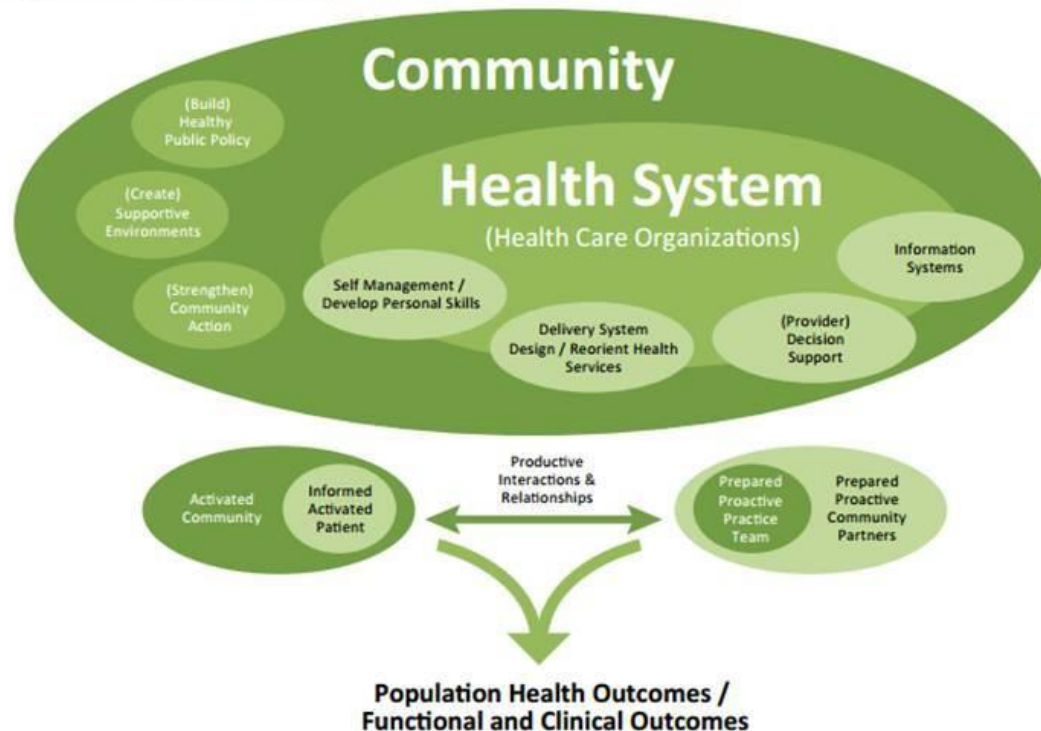 Community
(Build)
Healthy
Public Policy
(Create)
Supportive
Environments
(Strengthen)
Community
Action
Health System
(Health Care Organizations)
Self Management /
Develop Personal Skills
Delivery System
Design / Reorient Health
Services
(Provider)
Decision
Support
Information
Systems
Activated
Community
Informed
Activated
Patient
Productive
Interactions &
Relationships
Prepared
Proactive
Practice
Team
Prepared
Proactive
Community
Partners
Population Health Outcomes /
Functional and Clinical Outcomes